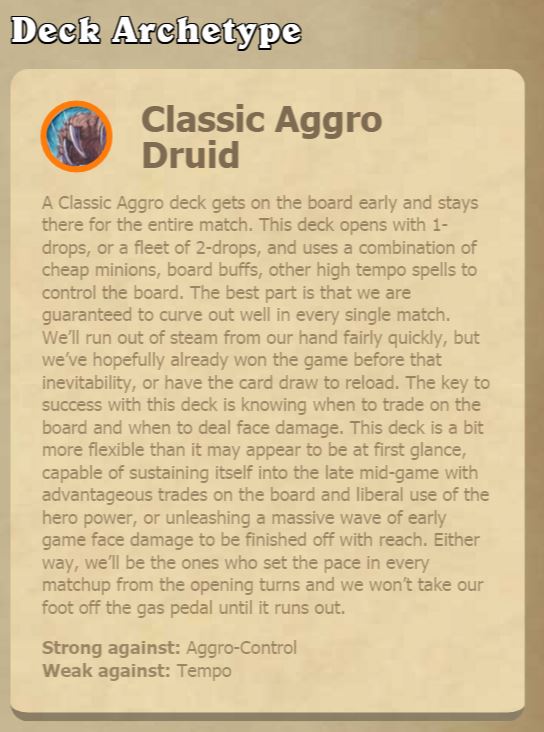 Deck Archetype
Classic Aggro
Druid
A Classic Aggro deck gets on the board early and stays
there for the entire match. This deck opens with 1-
drops, or a fleet of 2-drops, and uses a combination of
cheap minions, board buffs, other high tempo spells to
control the board. The best part is that we are
guaranteed to curve out well in every single match.
We’ll run out of steam from our hand fairly quickly, but
we’ve hopefully already won the game before that
inevitability, or have the card draw to reload. The key to
success with this deck is knowing when to trade on the
board and when to deal face damage. This deck is a bit
more flexible than it may appear to be at first glance,
capable of sustaining itself into the late mid-game with
advantageous trades on the board and liberal use of the
hero power, or unleashing a massive wave of early
game face damage to be finished off with reach. Either
way, we’ll be the ones who set the pace in every
matchup from the opening turns and we won’t take our
foot off the gas pedal until it runs out.
Strong against: Aggro-Control
Weak against: Tempo